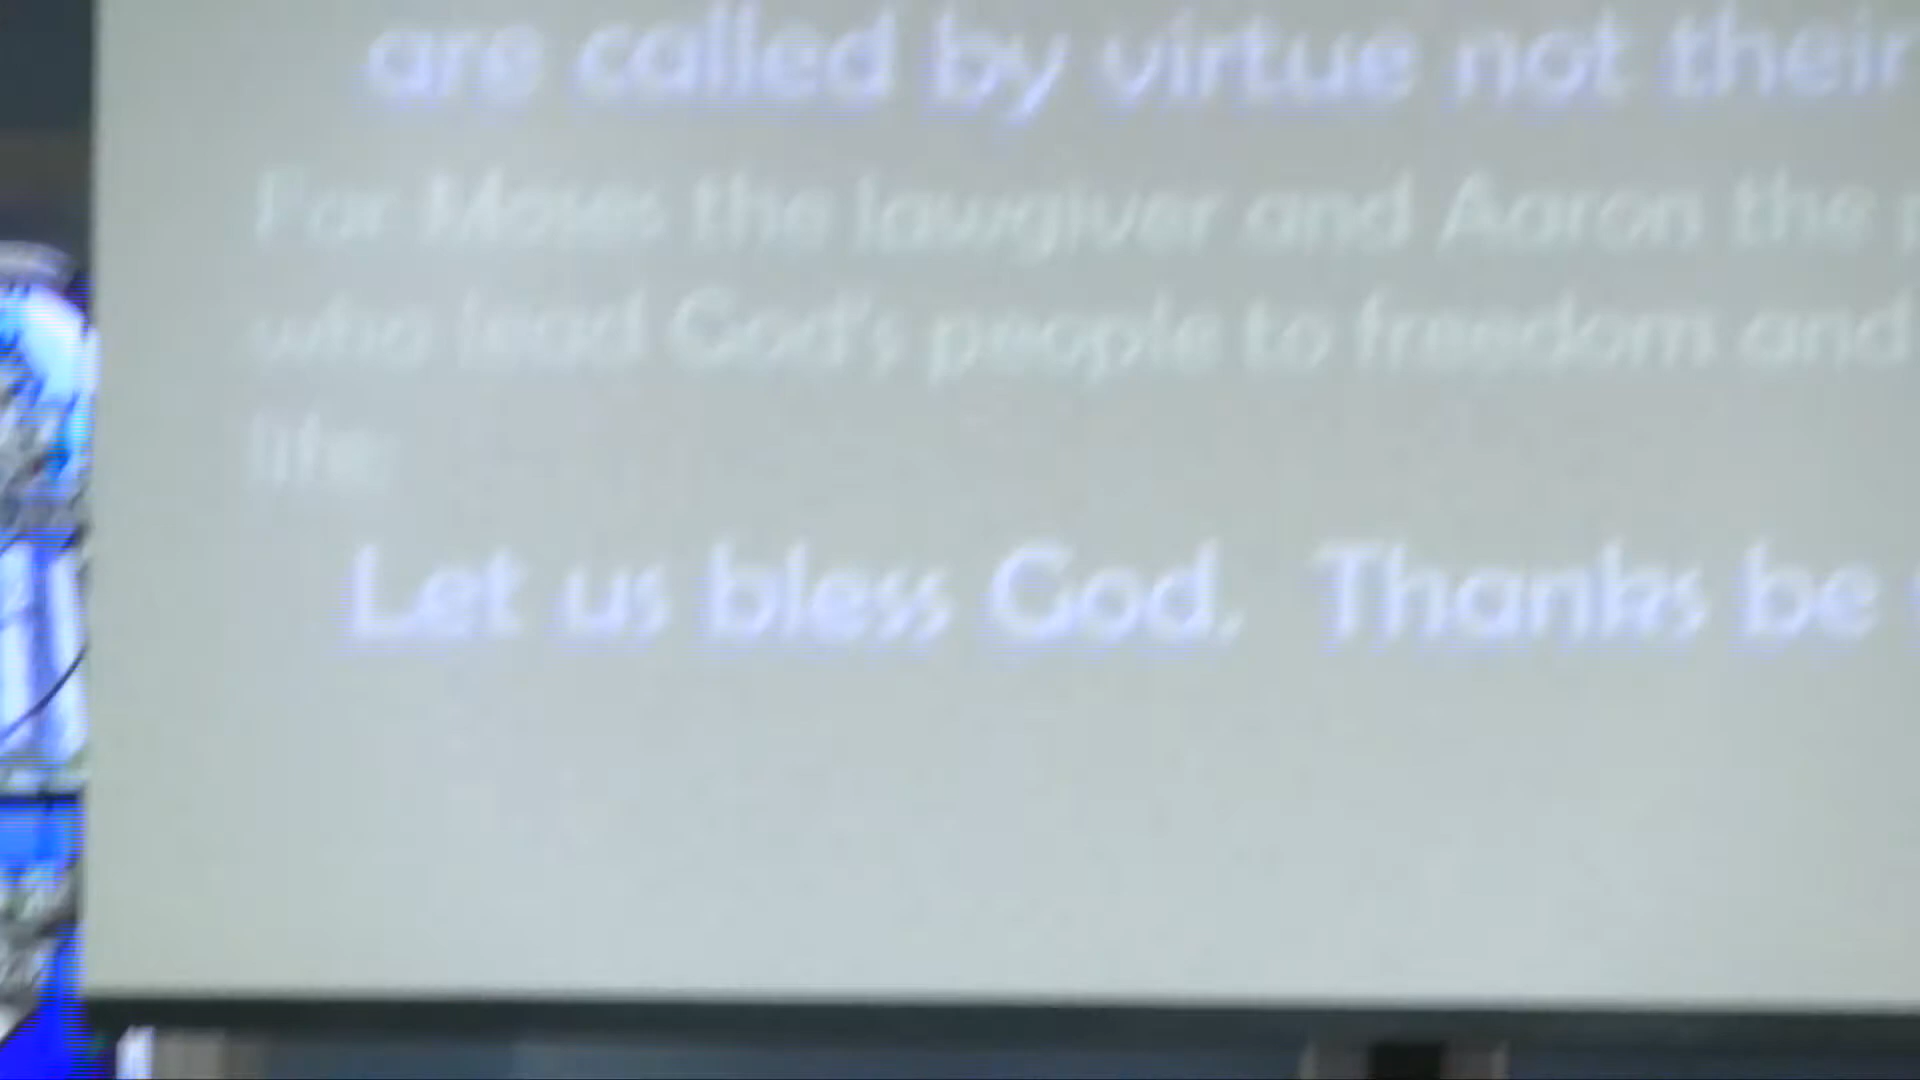 are called by virtue not their
For Moses the lawgiver and Aaron the
who lead God's people to freedom and
life:
Let us bless God. Thanks be